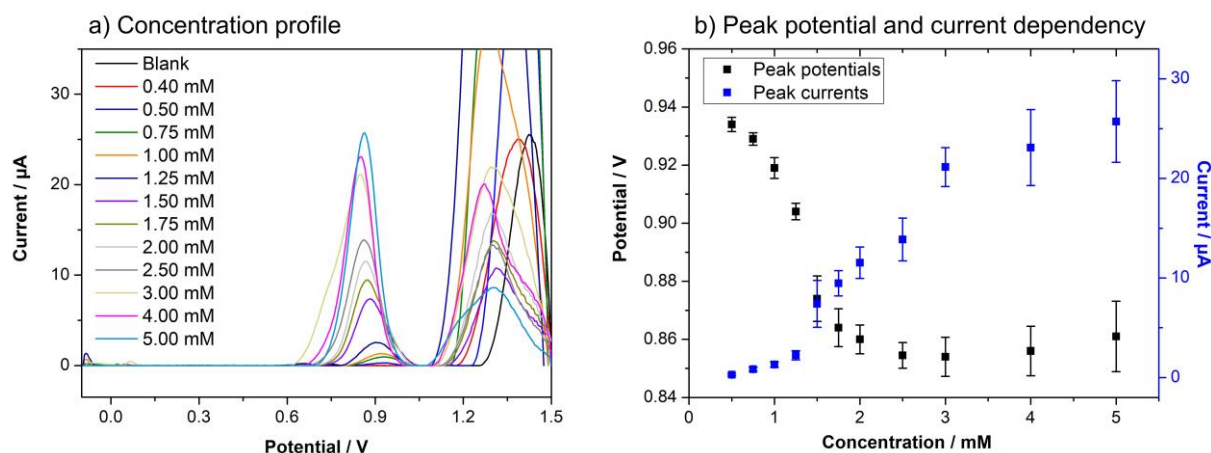 a) Concentration profile
Current / µA
30
20
10
0
Blank
0.40 mM
0.50 mM
0.75 mM
1.00 mM
1.25 mM
1.50 mM
1.75 mM
2.00 mM
2.50 mM
3.00 mM
4.00 mM
5.00 mM
0.0
0.3
0.6
0.9
1.2
1.5
Potential / V
b) Peak potential and current dependency
Potential / V
0.96
0.94
0.92
0.90
0.88
0.86
0.84
Peak potentials
Peak currents
0
1
2
3
4
5
Concentration / mM
30
20
10
0
Current / µA